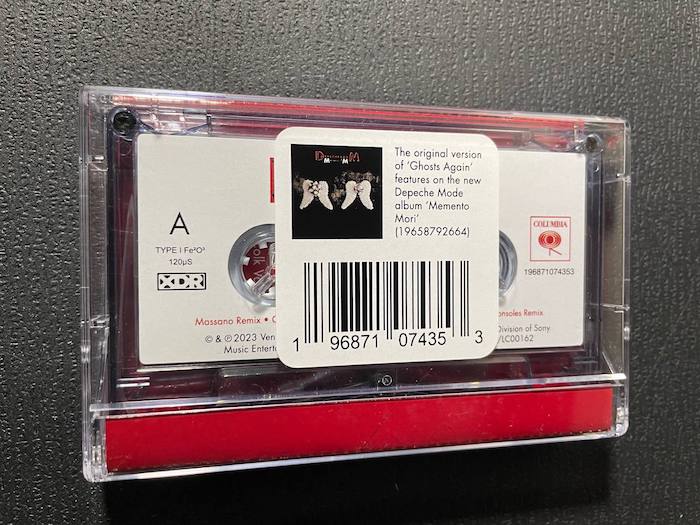 The original version
of 'Ghosts Again'
features on the new
Depeche Mode
album 'Memento
Mori'
(19658792664)
1 96871 07435 3
A
TYPE I Fe²O³
120µS
XDR
Massano Remix •
© & ℗ 2023
Music
COLUMBIA
196871074353
Remix
Division of Sony
/LC00162